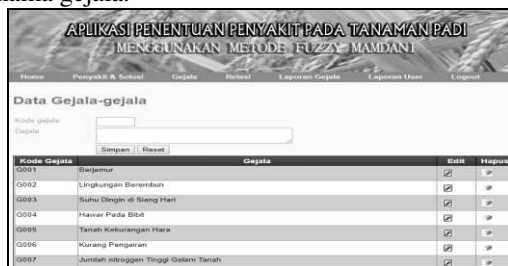 nama gejala.
APLIKASI PENENTUAN PENYAKIT PADA TANAMAN PADI
MENGGUNAKAN METODE FUZZY MAMDANI
Home Penyakit & Solusi Gejala Relasi Laporan Gejala Laporan User Logout
Data Gejala-gejala
Kode gejala
Gejala
Simpan Reset
Kode Gejala Gejala Edit Hapus
G001 Berjamur
G002 Lingkungan Berembun
G003 Suhu Dingin di Siang Hari
G004 Hawar Pada Bibit
G005 Tanah Kekurangan Hara
G006 Kurang Pengairan
G007 Jumlah nitroggen Tinggi Galam Tanah